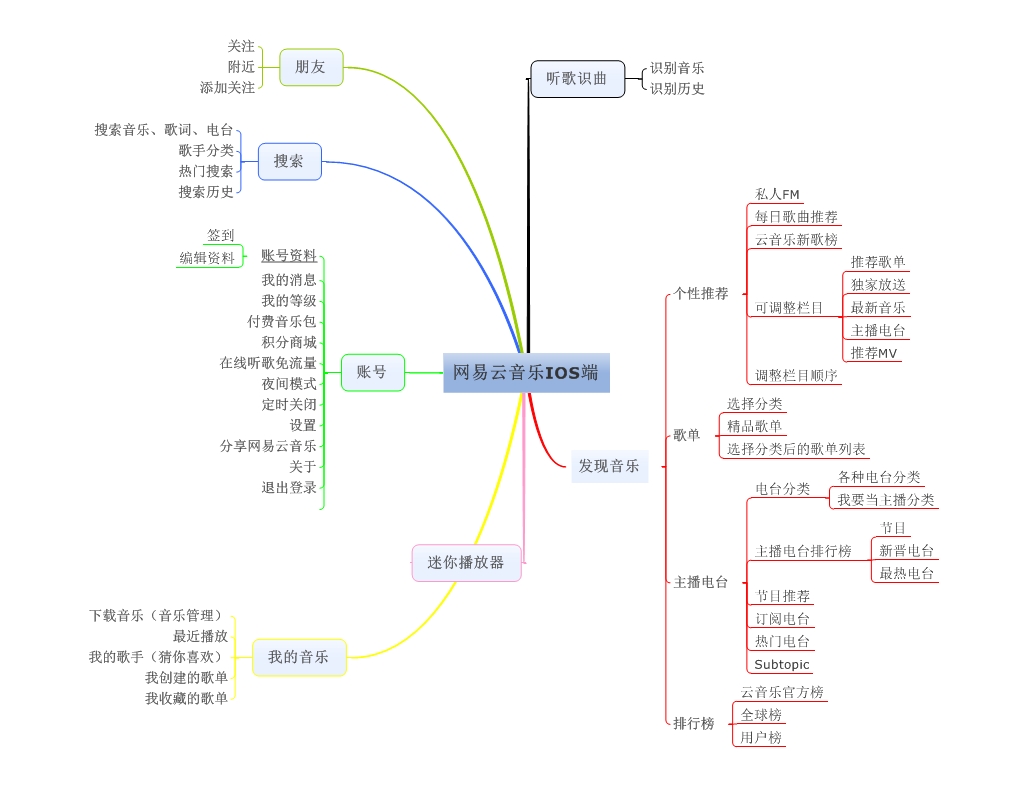 网易云音乐IOS端
朋友
关注
附近
添加关注
搜索
搜索音乐、歌词、电台
歌手分类
热门搜索
搜索历史
账号
账号资料
签到
编辑资料
我的消息
我的等级
付费音乐包
积分商城
在线听歌免流量
夜间模式
定时关闭
设置
分享网易云音乐
关于
退出登录
迷你播放器
我的音乐
下载音乐（音乐管理）
最近播放
我的歌手（猜你喜欢）
我创建的歌单
我收藏的歌单
听歌识曲
识别音乐
识别历史
发现音乐
个性推荐
私人FM
每日歌曲推荐
云音乐新歌榜
可调整栏目
推荐歌单
独家放送
最新音乐
主播电台
推荐MV
调整栏目顺序
歌单
选择分类
精品歌单
选择分类后的歌单列表
主播电台
电台分类
各种电台分类
我要当主播分类
主播电台排行榜
节目
新晋电台
最热电台
节目推荐
订阅电台
热门电台
Subtopic
排行榜
云音乐官方榜
全球榜
用户榜